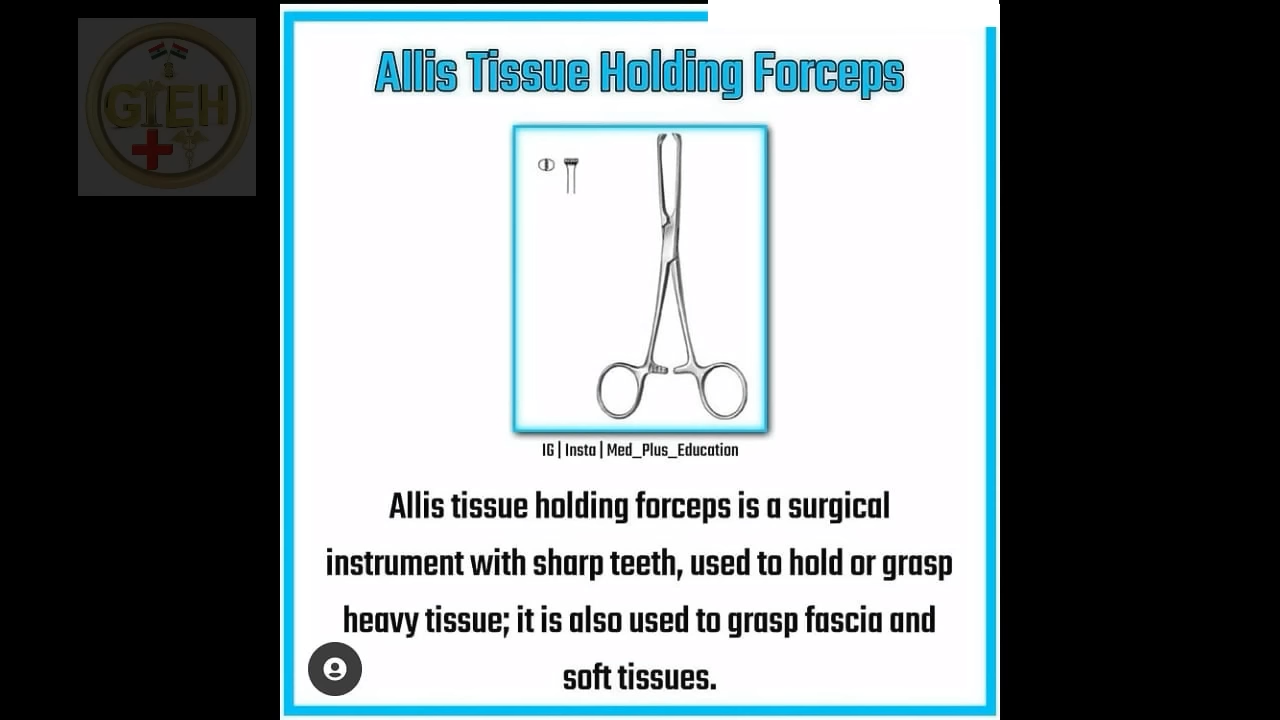 GTEH
Allis Tissue Holding Forceps
IG | Insta | Med_Plus_Education
Allis tissue holding forceps is a surgical
instrument with sharp teeth, used to hold or grasp
heavy tissue; it is also used to grasp fascia and
soft tissues.